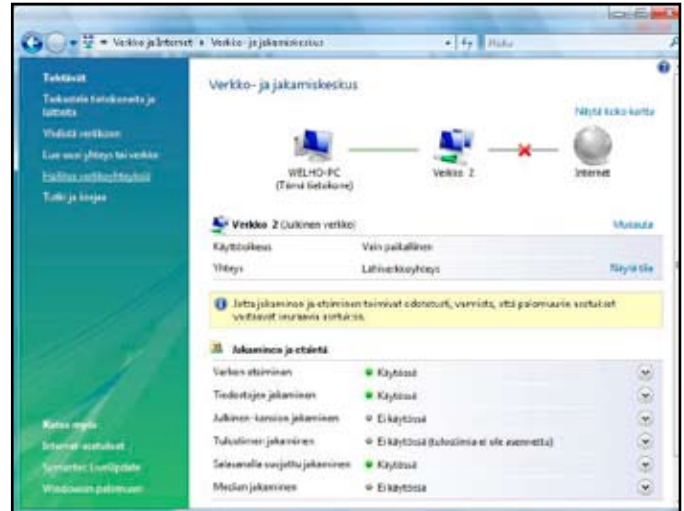 Verkko ja Internet ▸ Verkko- ja jakamiskeskus
Haku
Tehtävät
Tarkastele tietokoneita ja
laitteita
Yhdistä verkkoon
Luo uusi yhteys tai verkko
Hallitse verkkoyhteyksiä
Tutki ja korjaa
Katso myös
Internet-asetukset
Symantec LiveUpdate
Windowsin palomuuri
Verkko- ja jakamiskeskus
Näytä koko kartta
WELHO-PC
(Tämä tietokone)
Verkko 2
Internet
Verkko 2 (Julkinen verkko)
Mukauta
Käyttöoikeus Vain paikallinen
Yhteys Lähiverkkoyhteys Näytä tila
Jotta jakaminen ja etsiminen toimivat odotetusti, varmista, että palomuurin asetukset
vastaavat seuraavia asetuksia.
Jakaminen ja etsintä
Verkon etsiminen Käytössä
Tiedostojen jakaminen Käytössä
Julkinen-kansion jakaminen Ei käytössä
Tulostimen jakaminen Ei käytössä (tulostimia ei ole asennettu)
Salasanalla suojattu jakaminen Käytössä
Median jakaminen Ei käytössä